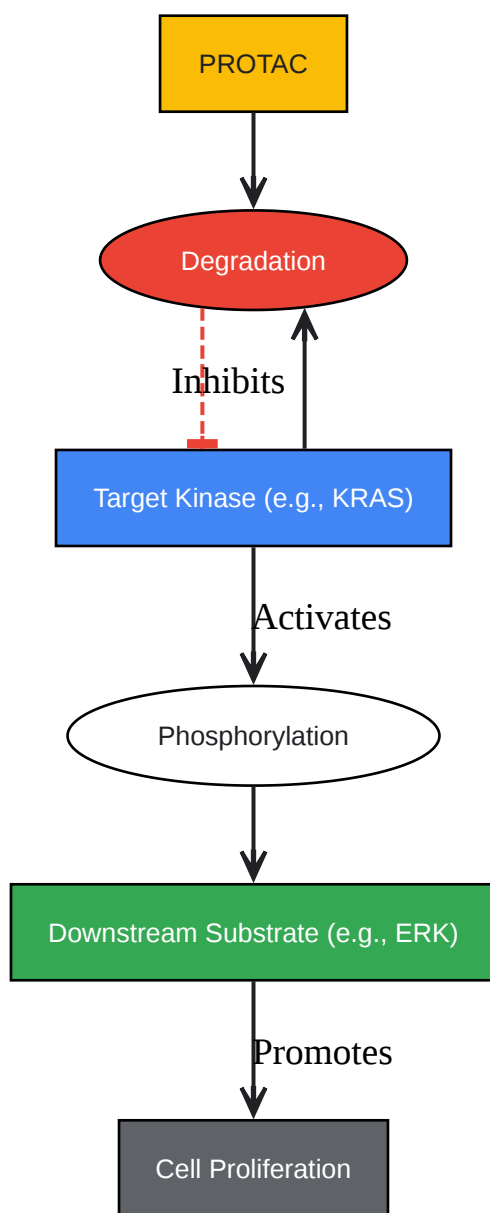 PROTAC
Degradation
Inhibits
Target Kinase (e.g., KRAS)
Activates
Phosphorylation
Downstream Substrate (e.g., ERK)
Promotes
Cell Proliferation